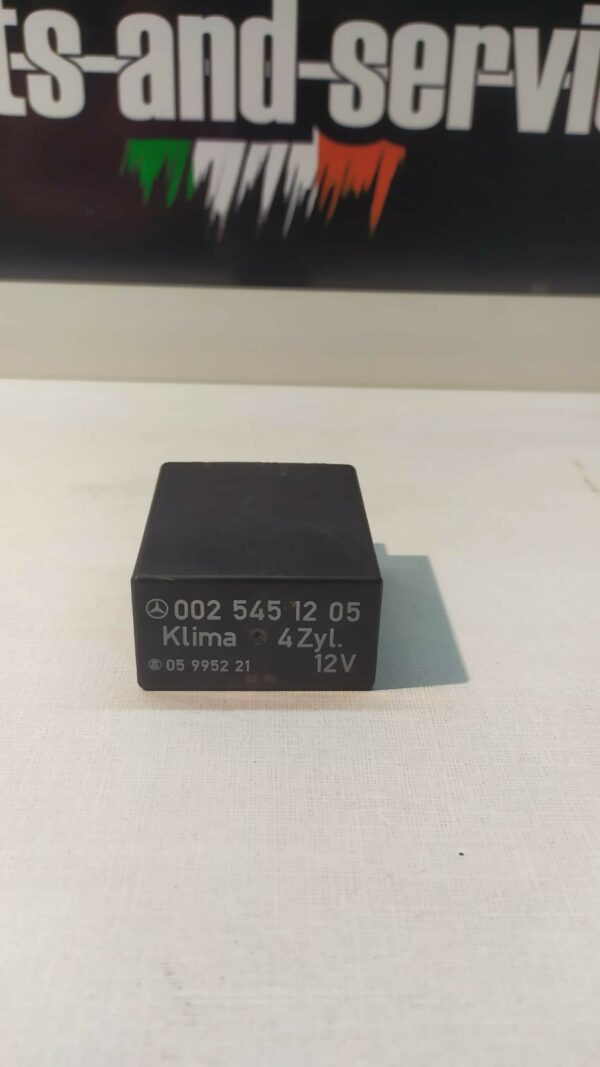 ts-and-servi
002 545 12 05
Klima 4Zyl.
05 9952 21 12V